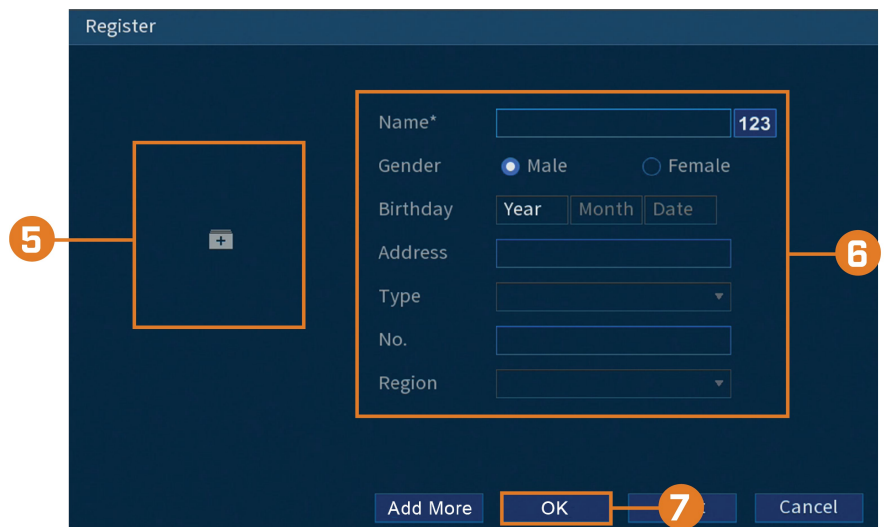 Register
Name*
123
Gender
Male
Female
Birthday
Year
Month
Date
5
Address
6
Type
No.
Region
Add More
OK
7
Cancel